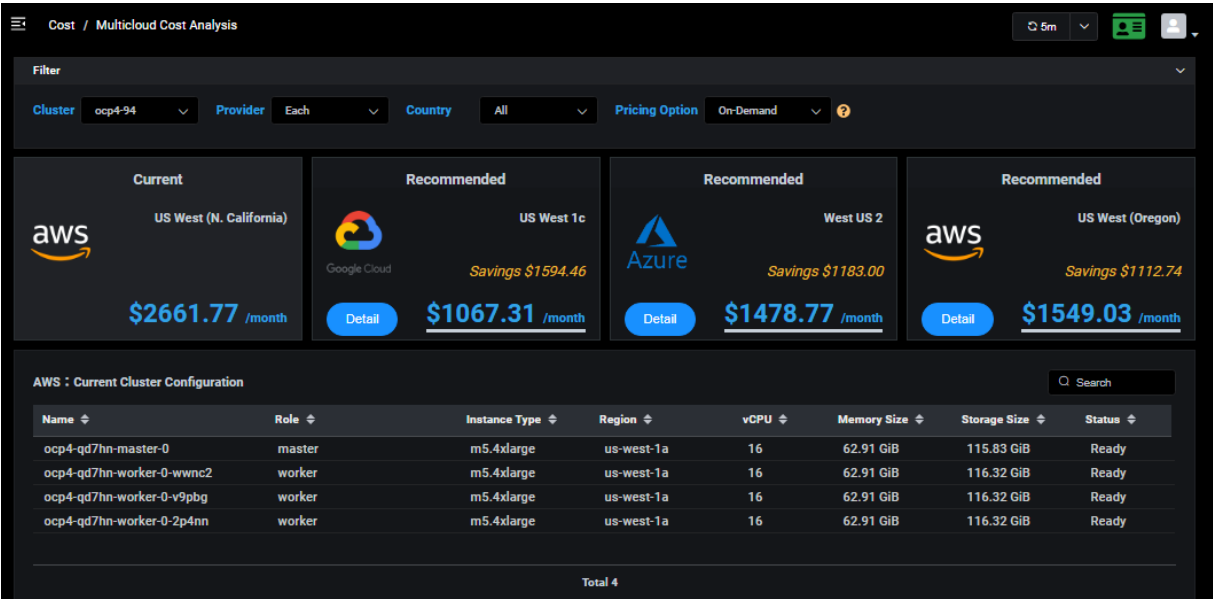 Cost / Multicloud Cost Analysis
5m
Filter
Cluster ocp4-94 Provider Each Country All Pricing Option On-Demand ?
Current
aws
US West (N. California)
$2661.77 /month
Recommended
Google Cloud
US West 1c
Savings $1594.46
Detail
$1067.31 /month
Recommended
Azure
West US 2
Savings $1183.00
Detail
$1478.77 /month
Recommended
aws
US West (Oregon)
Savings $1112.74
Detail
$1549.03 /month
AWS : Current Cluster Configuration
Search
Name Role Instance Type Region vCPU Memory Size Storage Size Status
ocp4-qd7hn-master-0 master m5.4xlarge us-west-1a 16 62.91 GiB 115.83 GiB Ready
ocp4-qd7hn-worker-0-wwnc2 worker m5.4xlarge us-west-1a 16 62.91 GiB 116.32 GiB Ready
ocp4-qd7hn-worker-0-v9pbg worker m5.4xlarge us-west-1a 16 62.91 GiB 116.32 GiB Ready
ocp4-qd7hn-worker-0-2p4nn worker m5.4xlarge us-west-1a 16 62.91 GiB 116.32 GiB Ready
Total 4